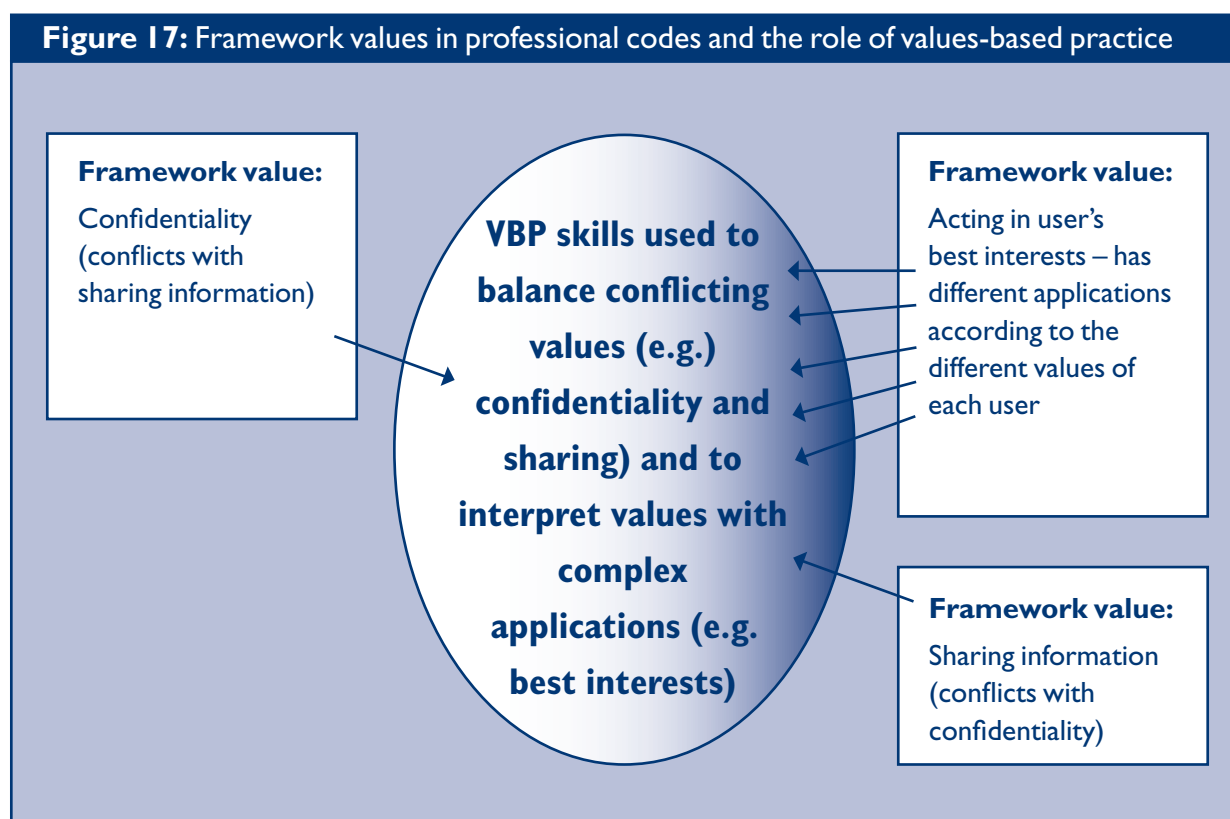 Figure 17: Framework values in professional codes and the role of values-based practice
Framework value:
Confidentiality
(conflicts with
sharing information)
VBP skills used to
balance conflicting
values (e.g.)
confidentiality and
sharing) and to
interpret values with
complex
applications (e.g.
best interests)
Framework value:
Acting in user’s
best interests – has
different applications
according to the
different values of
each user
Framework value:
Sharing information
(conflicts with
confidentiality)